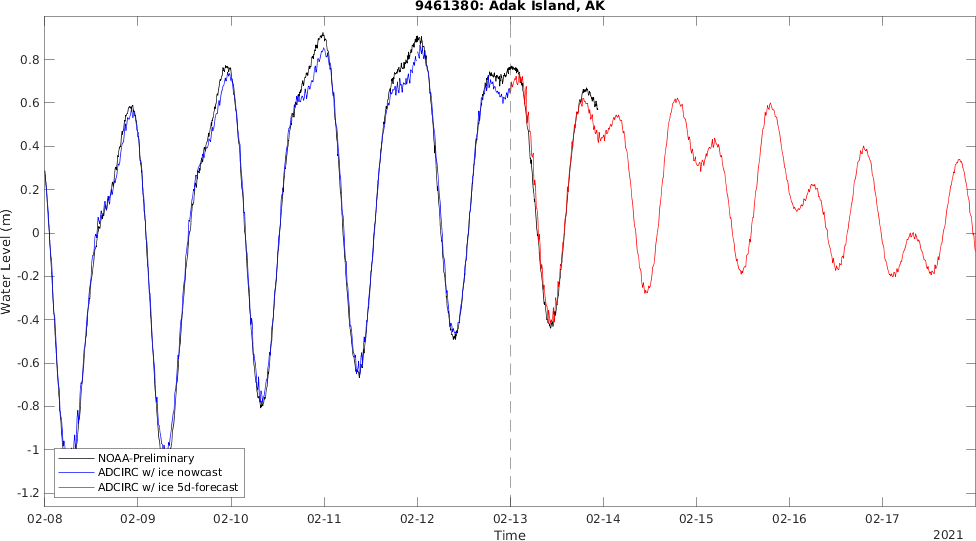 9461380: Adak Island, AK
Water Level (m)
0.8
0.6
0.4
0.2
0
-0.2
-0.4
-0.6
-0.8
-1
-1.2
NOAA-Preliminary
ADCIRC w/ ice nowcast
ADCIRC w/ ice 5d-forecast
02-08 02-09 02-10 02-11 02-12 02-13 02-14 02-15 02-16 02-17
Time
2021